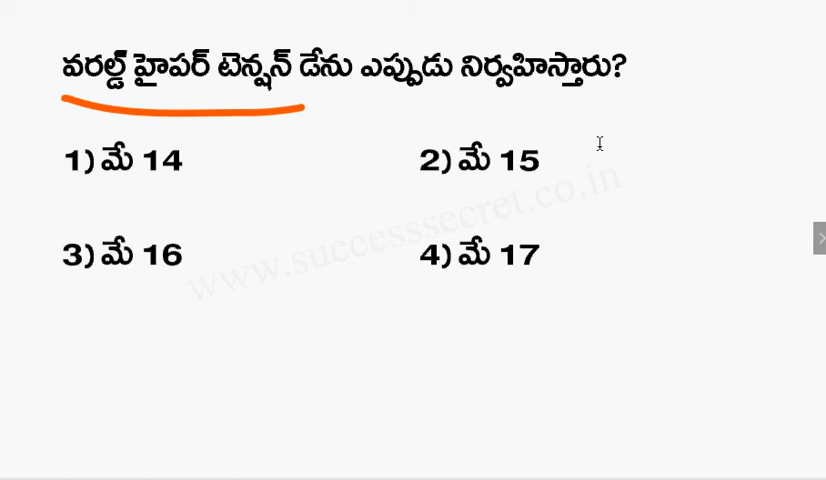 వరల్డ్ హైపర్ టెన్షన్ డేను ఎప్పుడు నిర్వహిస్తారు?
1) మే 14 2) మే 15
www.successsecret.co.in
3) మే 16 4) మే 17